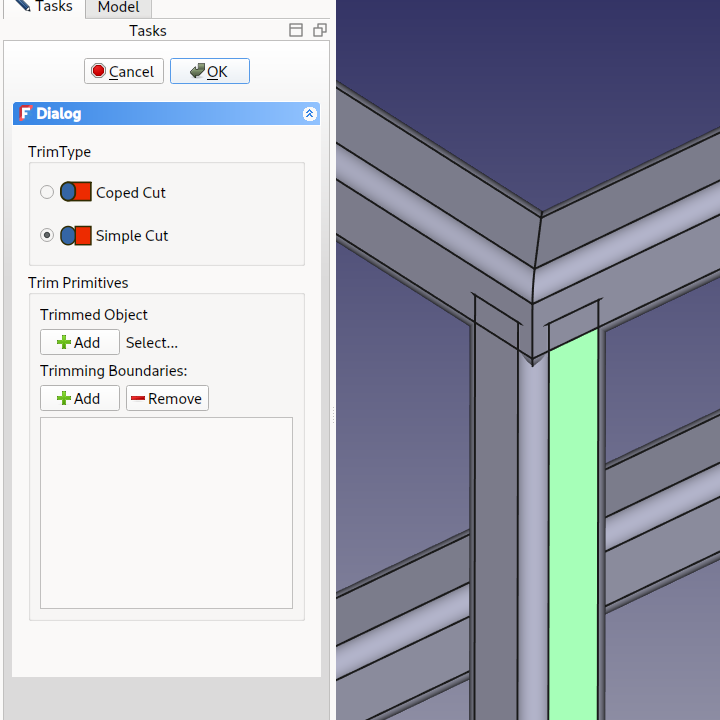 Tasks
Model
Tasks
Cancel
OK
Dialog
TrimType
Coped Cut
Simple Cut
Trim Primitives
Trimmed Object
Add
Select...
Trimming Boundaries:
Add
Remove